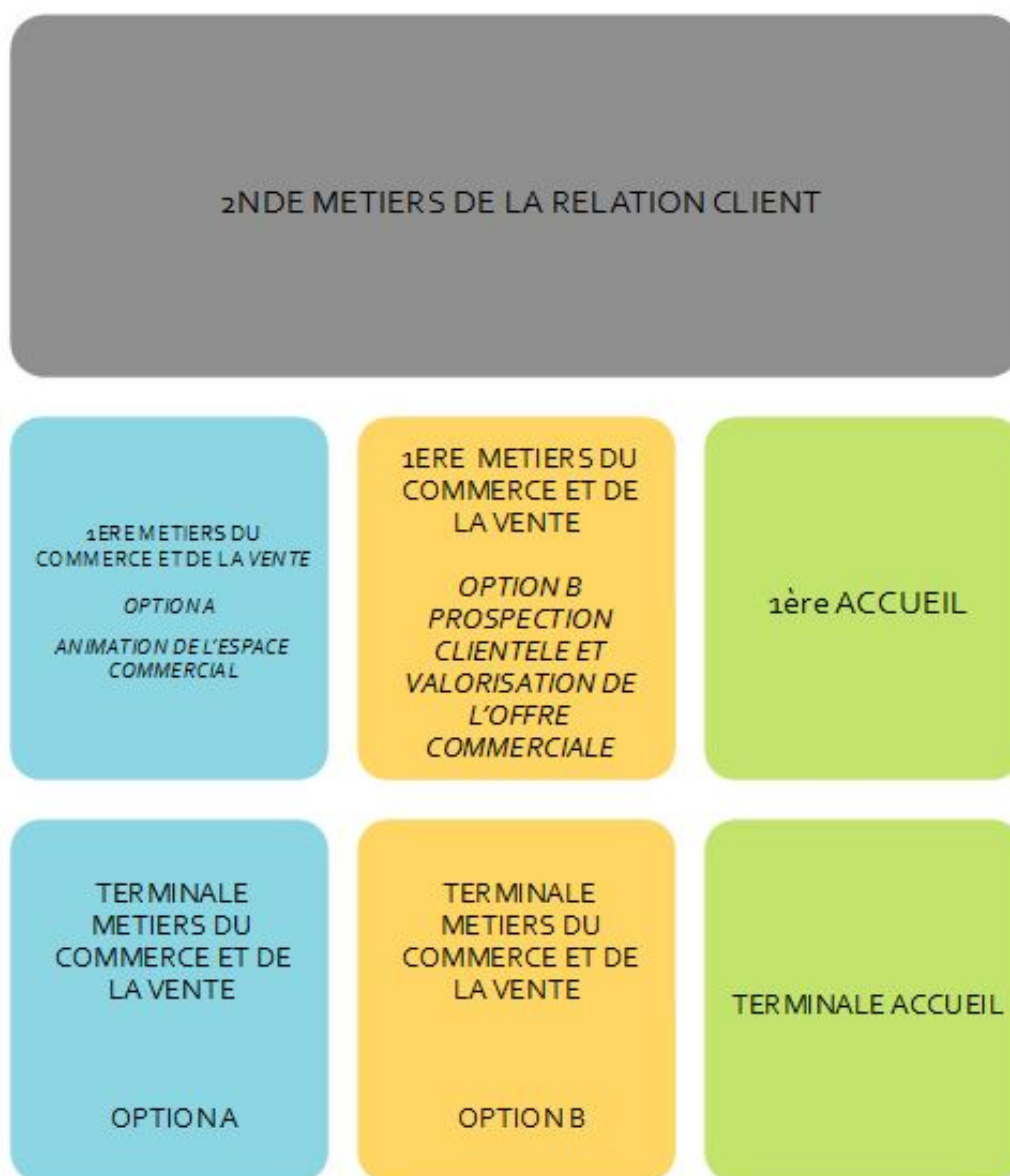 2NDE METIERS DE LA RELATION CLIENT
1ERE METIERS DU
COMMERCE ET DE LA VENTE
OPTION A
ANIMATION DE L'ESPACE
COMMERCIAL
1ERE METIERS DU
COMMERCE ET DE
LA VENTE
OPTION B
PROSPECTION
CLIENTELE ET
VALORISATION DE
L'OFFRE
COMMERCIALE
1ère ACCUEIL
TERMINALE
METIERS DU
COMMERCE ET DE
LA VENTE
OPTION A
TERMINALE
METIERS DU
COMMERCE ET DE
LA VENTE
OPTION B
TERMINALE ACCUEIL